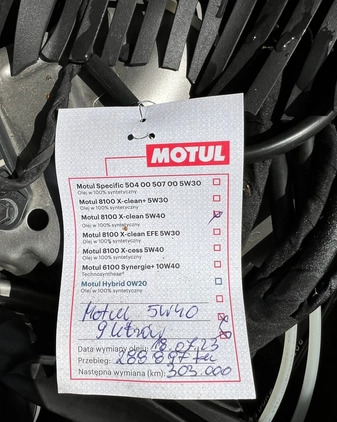 MOTUL
Motul Specific 504 00 507 00 5W30
Olej w 100% syntetyczny
Motul 8100 X-clean+ 5W30
Olej w 100% syntetyczny
Motul 8100 X-clean 5W40
Olej w 100% syntetyczny
Motul 8100 X-clean EFE 5W30
Olej w 100% syntetyczny
Motul 8100 X-cess 5W40
Olej w 100% syntetyczny
Motul 6100 Synergie+ 10W40
Technosynthese®
Motul Hybrid 0W20
Olej w 100% syntetyczny
Motul 5W40
9 litrów
Data wymiany oleju: 18.07.23
Przebieg: 288 897 km
Następna wymiana (km): 303.000